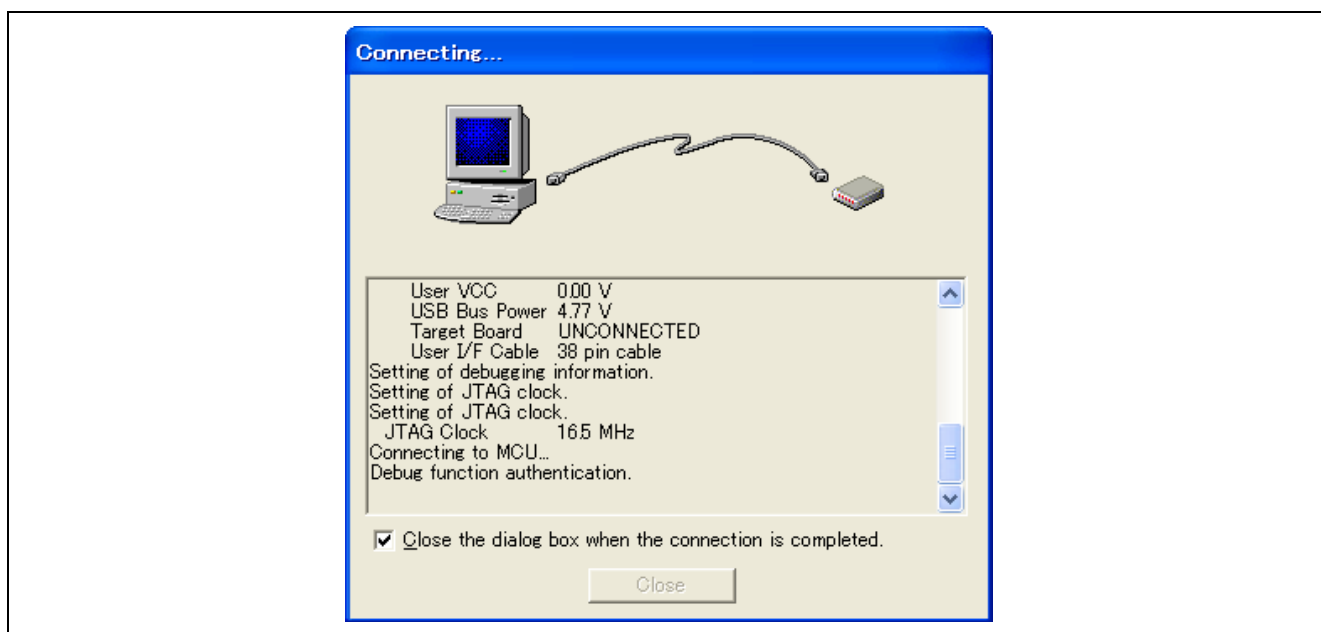 Connecting...
User VCC 0.00 V
USB Bus Power 4.77 V
Target Board UNCONNECTED
User I/F Cable 38 pin cable
Setting of debugging information.
Setting of JTAG clock.
Setting of JTAG clock.
JTAG Clock 16.5 MHz
Connecting to MCU...
Debug function authentication.
Close the dialog box when the connection is completed.
Close